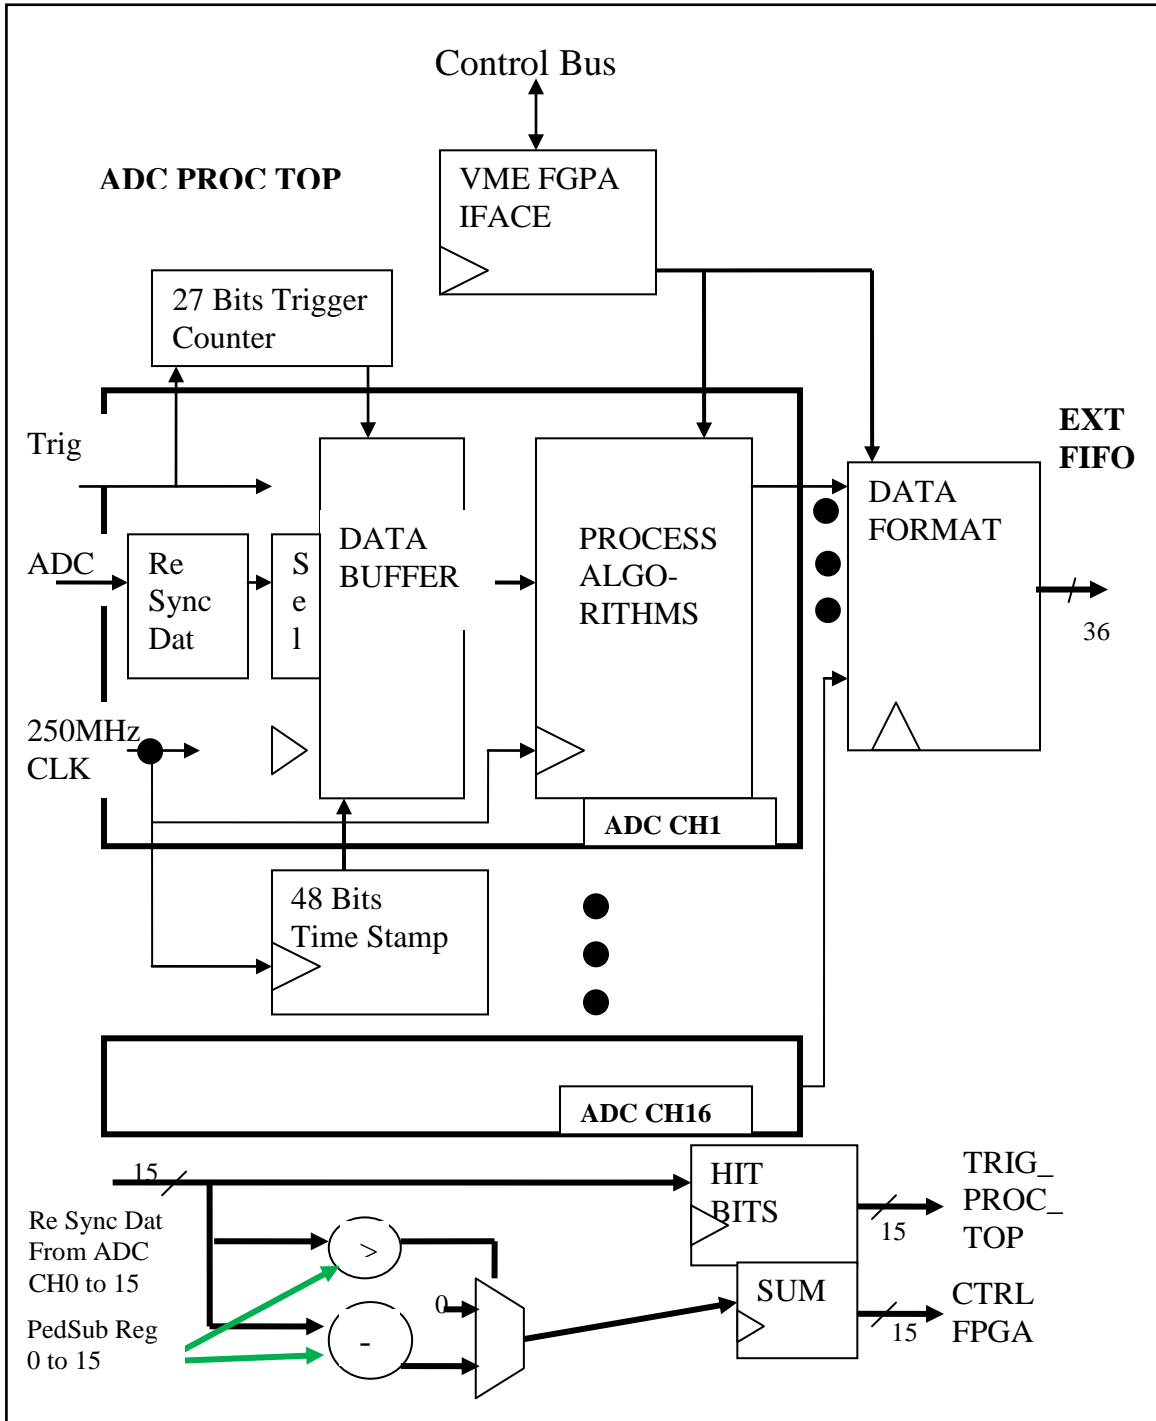 Control Bus
ADC PROC TOP
VME FGPA
IFACE
27 Bits Trigger
Counter
Trig
EXT
FIFO
DATA
FORMAT
ADC
Re
Sync
Dat
S
e
l
DATA
BUFFER
PROCESS
ALGO-
RITHMS
36
250MHz
CLK
ADC CH1
48 Bits
Time Stamp
ADC CH16
15
HIT
BITS
15
TRIG_
PROC_
TOP
Re Sync Dat
From ADC
CH0 to 15
>
0
SUM
15
CTRL
FPGA
PedSub Reg
0 to 15
-